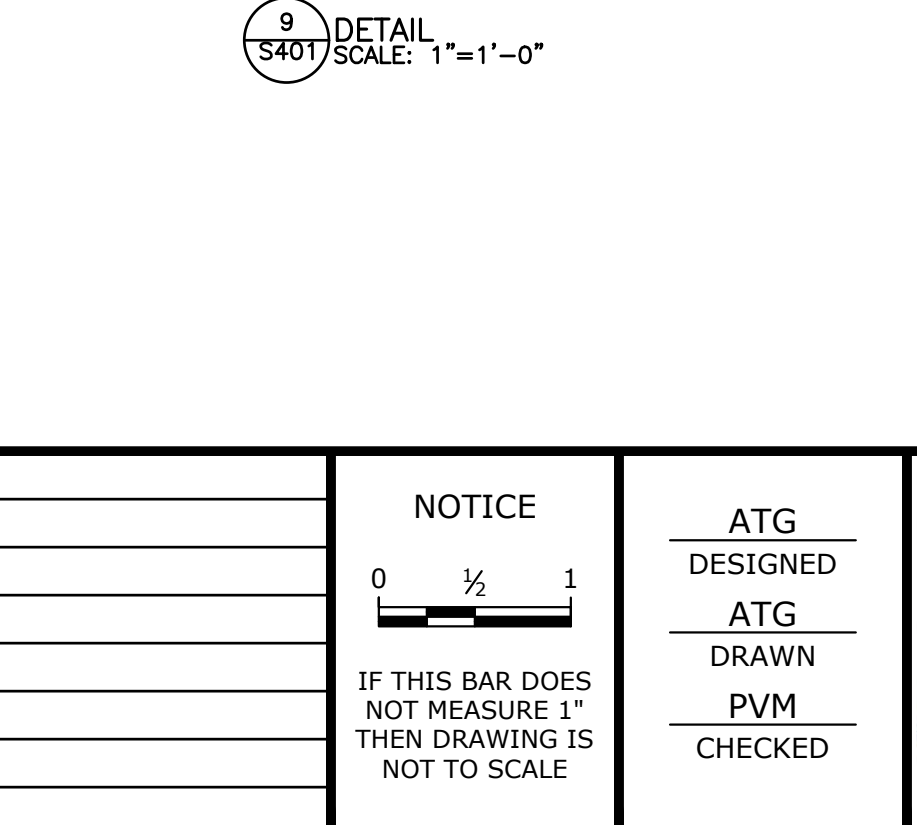 9
S401
DETAIL
SCALE: 1"=1'-0"
NOTICE
0 ½ 1
IF THIS BAR DOES
NOT MEASURE 1"
THEN DRAWING IS
NOT TO SCALE
ATG
DESIGNED
ATG
DRAWN
PVM
CHECKED